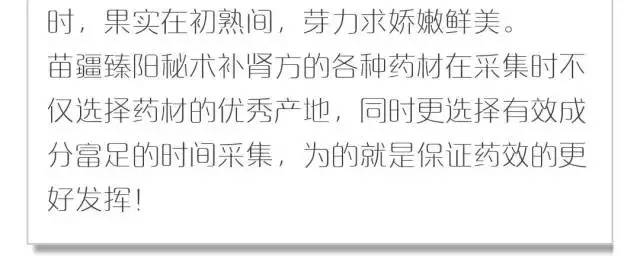 时，果实在初熟间，芽力求娇嫩鲜美。
苗疆臻阳秘术补肾方的各种药材在采集时不
仅选择药材的优秀产地，同时更选择有效成
分富足的时间采集，为的就是保证药效的更
好发挥！